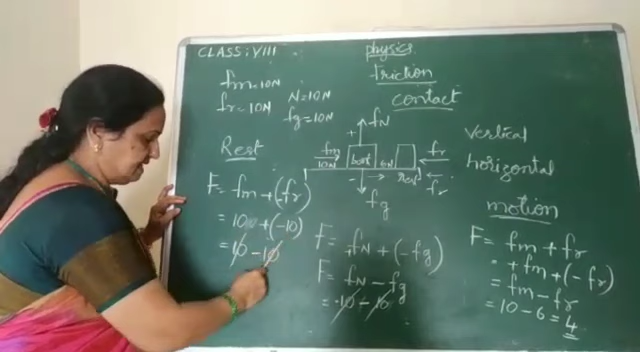 CLASS: VIII
physics
friction
contact
fm=10N
fr=10N
N=10N
fg=10N
Rest
F= fm+(-fr)
= 10 +(-10)
= 10 - 10
+ fN
fm
10N
6N
fr
fr
- fg
F= +fN+(-fg)
F= fN - fg
= 10 - 10
vertical
horizontal
motion
F= fm + fr
= +fm+(-fr)
= fm - fr
= 10 - 6 = 4